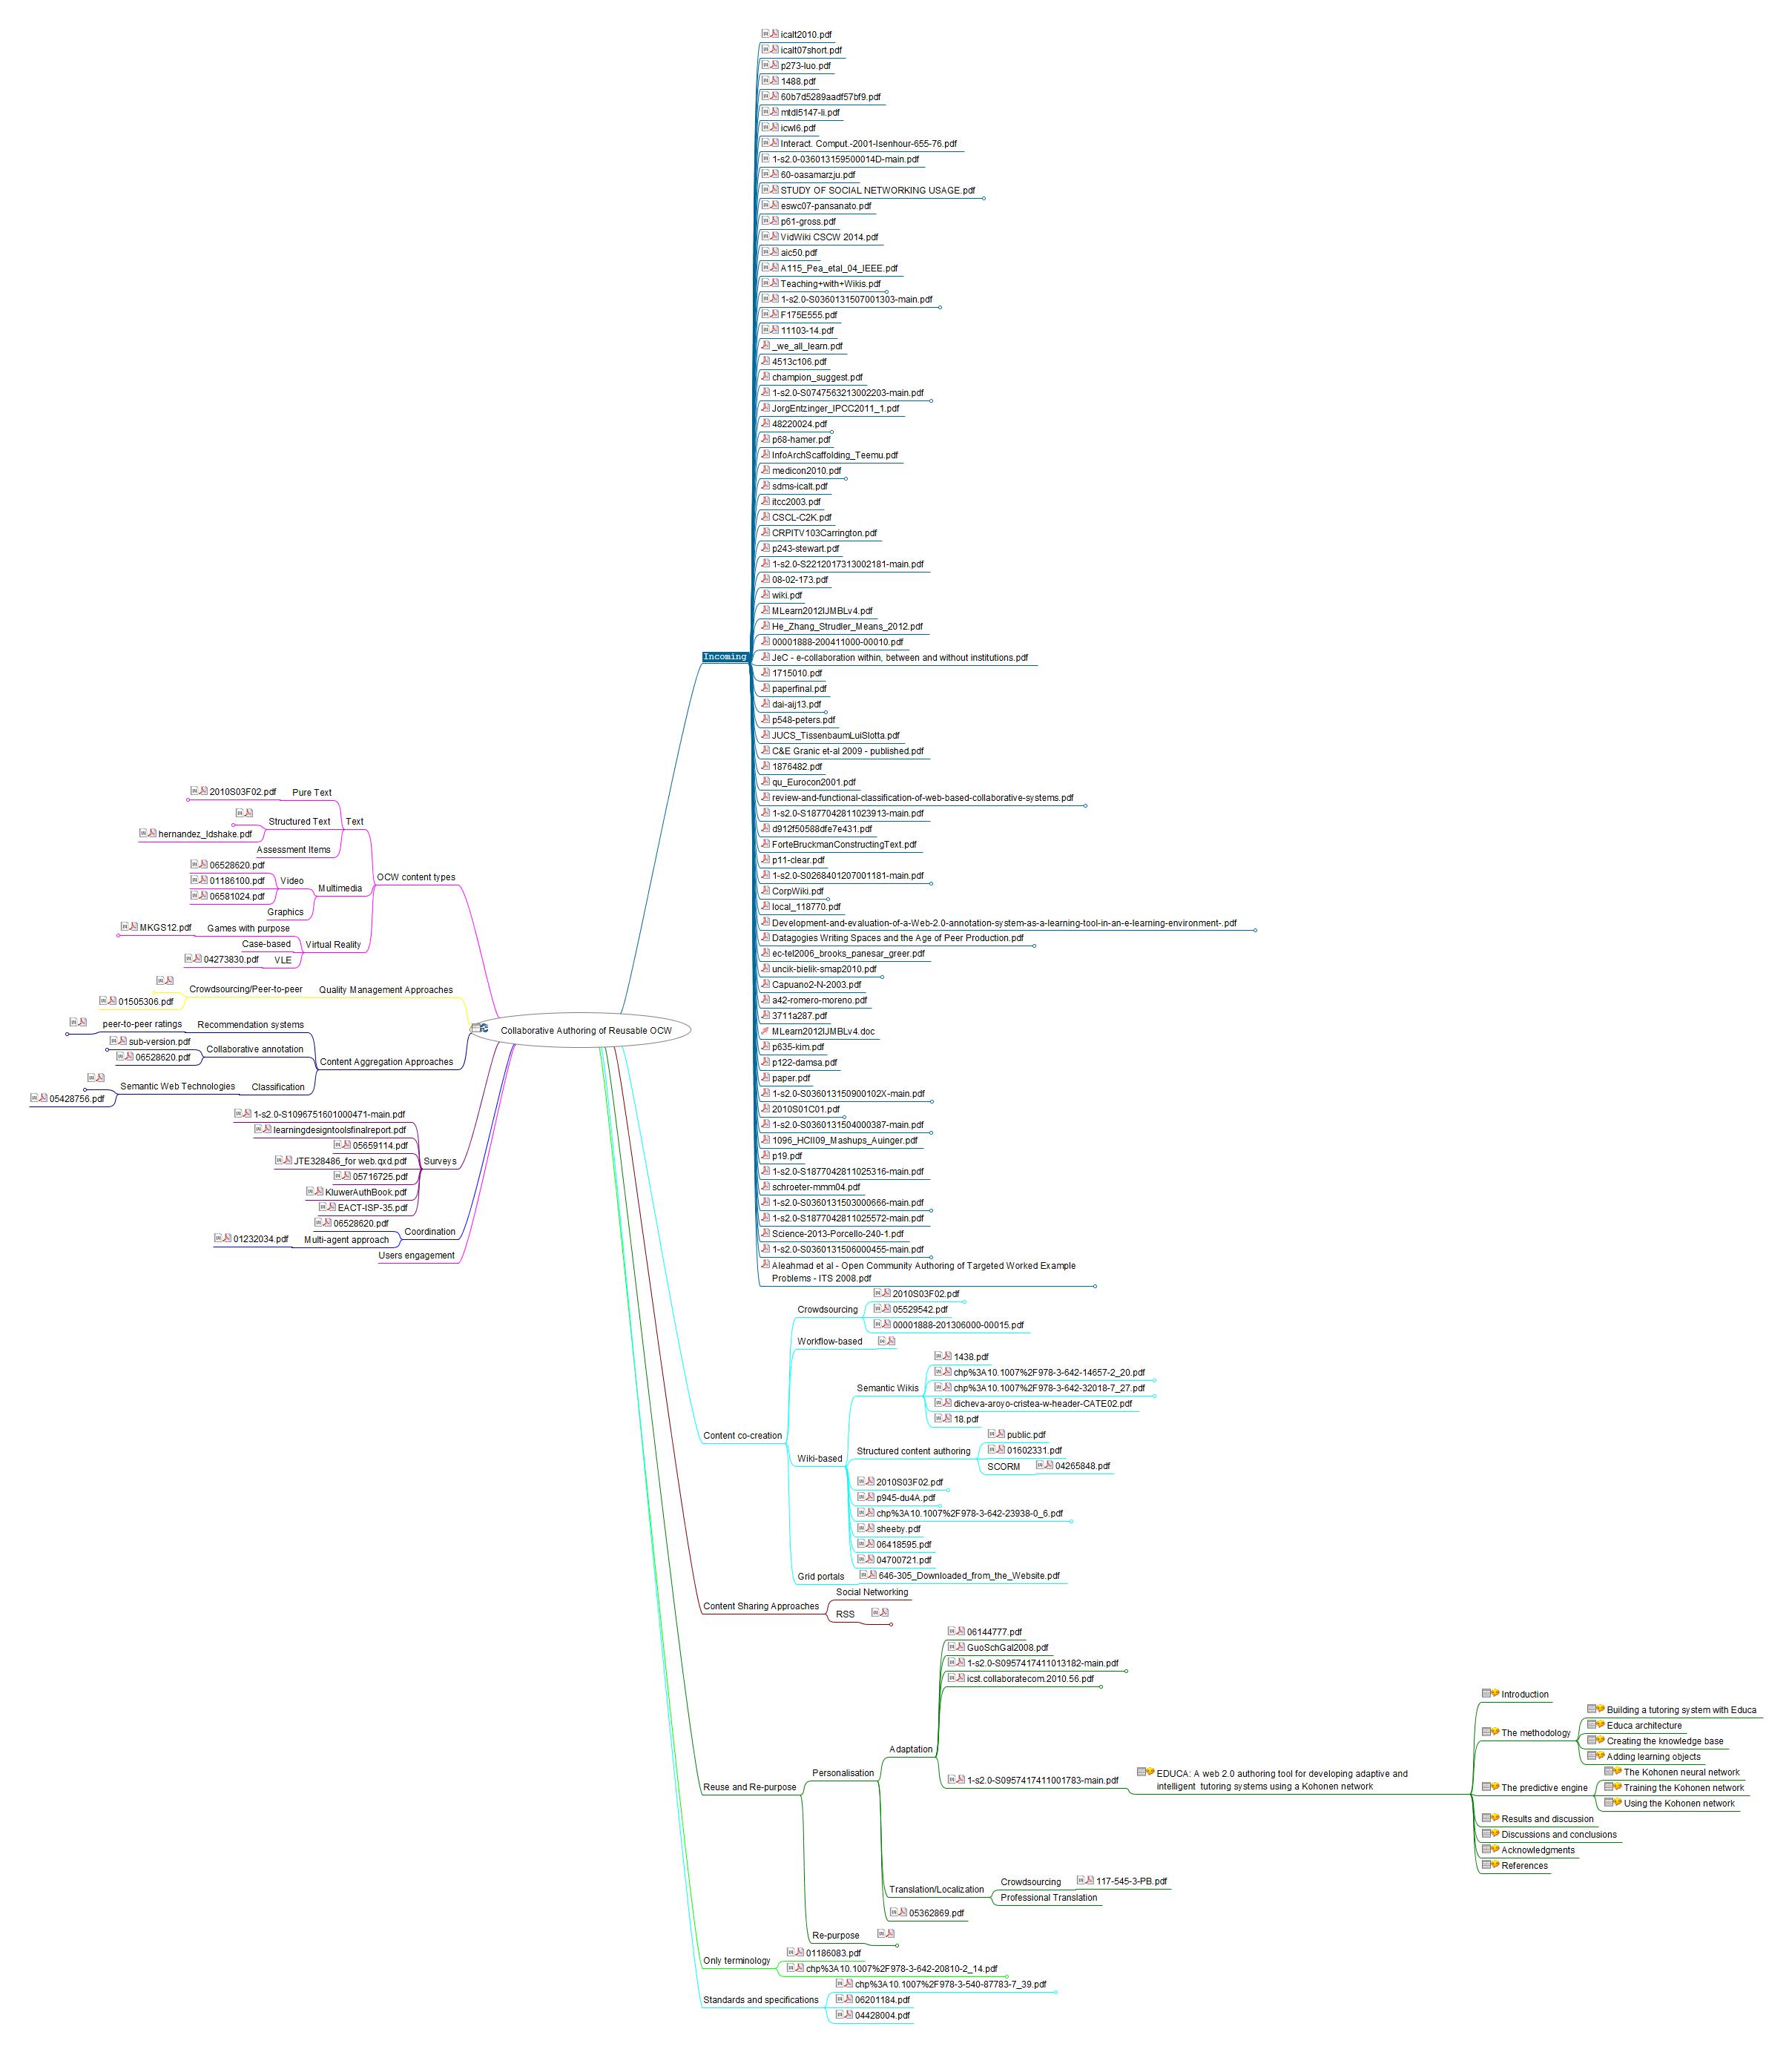 icalt2010.pdf
icalt07short.pdf
p273-luo.pdf
1488.pdf
60b7d5289aadf57bf9.pdf
mtdl5147-li.pdf
icwl6.pdf
Interact. Comput.-2001-Isenhour-655-76.pdf
1-s2.0-036013159500014D-main.pdf
60-oasamarzju.pdf
STUDY OF SOCIAL NETWORKING USAGE.pdf
eswc07-pansanato.pdf
p61-gross.pdf
VidWiki CSCW 2014.pdf
aic50.pdf
A115_Pea_etal_04_IEEE.pdf
Teaching+with+Wikis.pdf
1-s2.0-S0360131507001303-main.pdf
F175E555.pdf
11103-14.pdf
_we_all_learn.pdf
4513c106.pdf
champion_suggest.pdf
1-s2.0-S0747563213002203-main.pdf
JorgEntzinger_IPCC2011_1.pdf
48220024.pdf
p68-hamer.pdf
InfoArchScaffolding_Teemu.pdf
medicon2010.pdf
sdms-icalt.pdf
itcc2003.pdf
CSCL-C2K.pdf
CRPITV103Carrington.pdf
p243-stewart.pdf
1-s2.0-S2212017313002181-main.pdf
08-02-173.pdf
wiki.pdf
MLearn2012IJMBLv4.pdf
He_Zhang_Strudler_Means_2012.pdf
00001888-200411000-00010.pdf
Incoming
JeC - e-collaboration within, between and without institutions.pdf
1715010.pdf
paperfinal.pdf
dai-aij13.pdf
p548-peters.pdf
JUCS_TissenbaumLuiSlotta.pdf
C&E Granic et-al 2009 - published.pdf
1876482.pdf
qu_Eurocon2001.pdf
review-and-functional-classification-of-web-based-collaborative-systems.pdf
1-s2.0-S1877042811023913-main.pdf
d912f50588dfe7e431.pdf
ForteBruckmanConstructingText.pdf
p11-clear.pdf
1-s2.0-S0268401207001181-main.pdf
CorpWiki.pdf
local_118770.pdf
Development-and-evaluation-of-a-Web-2.0-annotation-system-as-a-learning-tool-in-an-e-learning-environment-.pdf
Datagogies Writing Spaces and the Age of Peer Production.pdf
ec-tel2006_brooks_panesar_greer.pdf
uncik-bielik-smap2010.pdf
Capuano2-N-2003.pdf
a42-romero-moreno.pdf
3711a287.pdf
MLearn2012IJMBLv4.doc
p635-kim.pdf
p122-damsa.pdf
paper.pdf
1-s2.0-S036013150900102X-main.pdf
2010S01C01.pdf
1-s2.0-S0360131504000387-main.pdf
1096_HCII09_Mashups_Auinger.pdf
p19.pdf
1-s2.0-S1877042811025316-main.pdf
schroeter-mmm04.pdf
1-s2.0-S0360131503000666-main.pdf
1-s2.0-S1877042811025572-main.pdf
Science-2013-Porcello-240-1.pdf
1-s2.0-S0360131506000455-main.pdf
Aleahmad et al - Open Community Authoring of Targeted Worked Example
Problems - ITS 2008.pdf
2010S03F02.pdf
Pure Text
Structured Text
Text
hernandez_ldshake.pdf
Assessment Items
06528620.pdf
OCW content types
01186100.pdf
Video
Multimedia
06581024.pdf
Graphics
MKGS12.pdf
Games with purpose
Case-based
Virtual Reality
04273830.pdf
VLE
Crowdsourcing/Peer-to-peer
Quality Management Approaches
01505306.pdf
peer-to-peer ratings
Recommendation systems
Collaborative Authoring of Reusable OCW
sub-version.pdf
Collaborative annotation
06528620.pdf
Content Aggregation Approaches
Semantic Web Technologies
Classification
05428756.pdf
1-s2.0-S1096751601000471-main.pdf
learningdesigntoolsfinalreport.pdf
05659114.pdf
JTE328486_for web.qxd.pdf
Surveys
05716725.pdf
KluwerAuthBook.pdf
EACT-ISP-35.pdf
06528620.pdf
Coordination
01232034.pdf
Multi-agent approach
Users engagement
2010S03F02.pdf
Crowdsourcing
05529542.pdf
00001888-201306000-00015.pdf
Workflow-based
1438.pdf
chp%3A10.1007%2F978-3-642-14657-2_20.pdf
Semantic Wikis
chp%3A10.1007%2F978-3-642-32018-7_27.pdf
dicheva-aroyo-cristea-w-header-CATE02.pdf
18.pdf
Content co-creation
public.pdf
Structured content authoring
01602331.pdf
Wiki-based
SCORM
04265848.pdf
2010S03F02.pdf
p945-du4A.pdf
chp%3A10.1007%2F978-3-642-23938-0_6.pdf
sheeby.pdf
06418595.pdf
04700721.pdf
Grid portals
646-305_Downloaded_from_the_Website.pdf
Social Networking
Content Sharing Approaches
RSS
06144777.pdf
GuoSchGal2008.pdf
1-s2.0-S0957417411013182-main.pdf
icst.collaboratecom.2010.56.pdf
Introduction
Building a tutoring system with Educa
Educa architecture
The methodology
Creating the knowledge base
Adaptation
Adding learning objects
Personalisation
The Kohonen neural network
1-s2.0-S0957417411001783-main.pdf
EDUCA: A web 2.0 authoring tool for developing adaptive and
intelligent tutoring systems using a Kohonen network
Reuse and Re-purpose
The predictive engine
Training the Kohonen network
Using the Kohonen network
Results and discussion
Discussions and conclusions
Acknowledgments
References
Crowdsourcing
117-545-3-PB.pdf
Translation/Localization
Professional Translation
05362869.pdf
Re-purpose
01186083.pdf
Only terminology
chp%3A10.1007%2F978-3-642-20810-2_14.pdf
chp%3A10.1007%2F978-3-540-87783-7_39.pdf
Standards and specifications
06201184.pdf
04428004.pdf